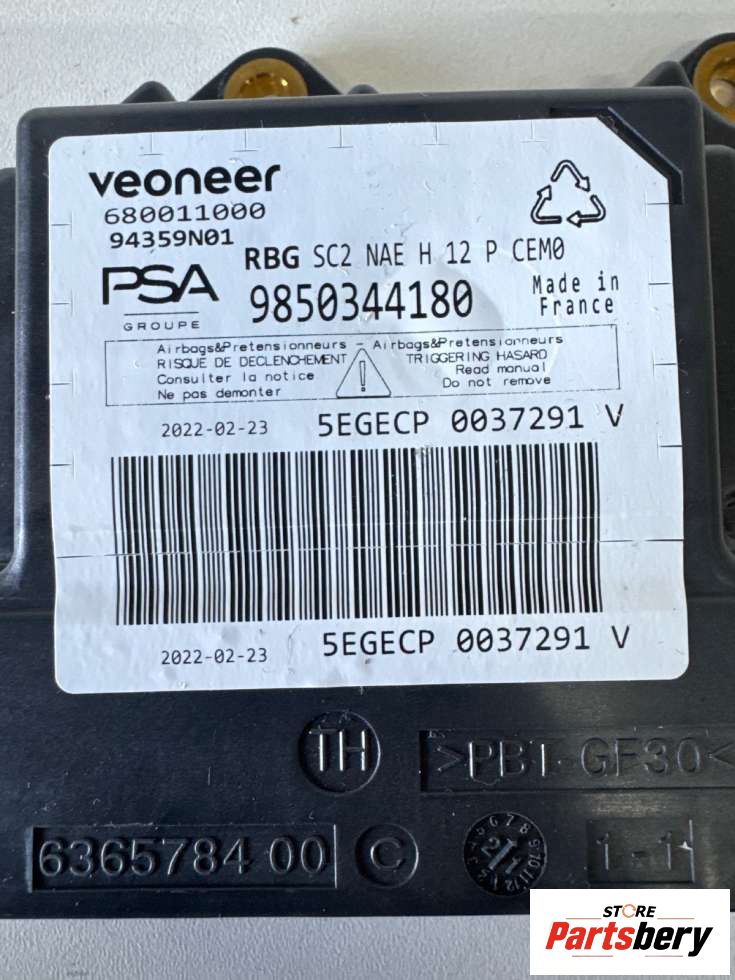 veoneer
680011000
94359N01
RBG SC2 NAE H 12 P CEM0
PSA
GROUPE
9850344180
Made in
France
Airbags&Pretensionneurs - Airbags&Pretensioneurs
RISQUE DE DECLENCHEMENT
Consulter la notice
Ne pas demonter
TRIGGERING HASARD
Read manual
Do not remove
2022-02-23 5EGECP 0037291 V
2022-02-23 5EGECP 0037291 V
TH
>PBT-GF30<
6365784 00 C
1-1
STORE
Partsbery